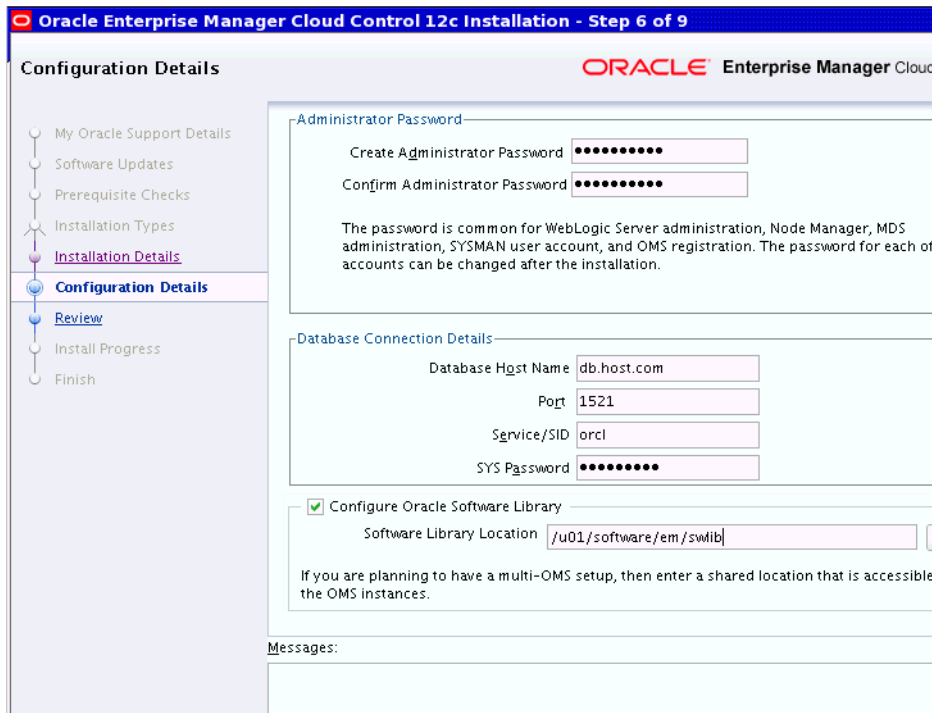 Oracle Enterprise Manager Cloud Control 12c Installation - Step 6 of 9
Configuration Details
ORACLE Enterprise Manager Cloud
My Oracle Support Details
Software Updates
Prerequisite Checks
Installation Types
Installation Details
Configuration Details
Review
Install Progress
Finish
Administrator Password
Create Administrator Password ●●●●●●●●●●
Confirm Administrator Password ●●●●●●●●●●
The password is common for WebLogic Server administration, Node Manager, MDS
administration, SYSMAN user account, and OMS registration. The password for each of
accounts can be changed after the installation.
Database Connection Details
Database Host Name db.host.com
Port 1521
Service/SID orcl
SYS Password ●●●●●●●●●
Configure Oracle Software Library
Software Library Location /u01/software/em/swlib
If you are planning to have a multi-OMS setup, then enter a shared location that is accessible
the OMS instances.
Messages: